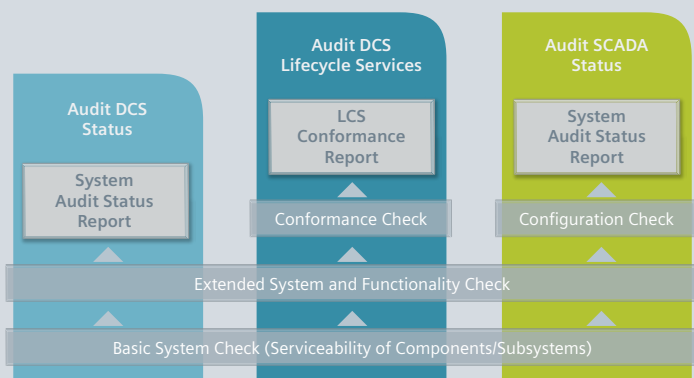 Audit DCS
Status
System
Audit Status
Report
Audit DCS
Lifecycle Services
LCS
Conformance
Report
Conformance Check
Audit SCADA
Status
System
Audit Status
Report
Configuration Check
Extended System and Functionality Check
Basic System Check (Serviceability of Components/Subsystems)